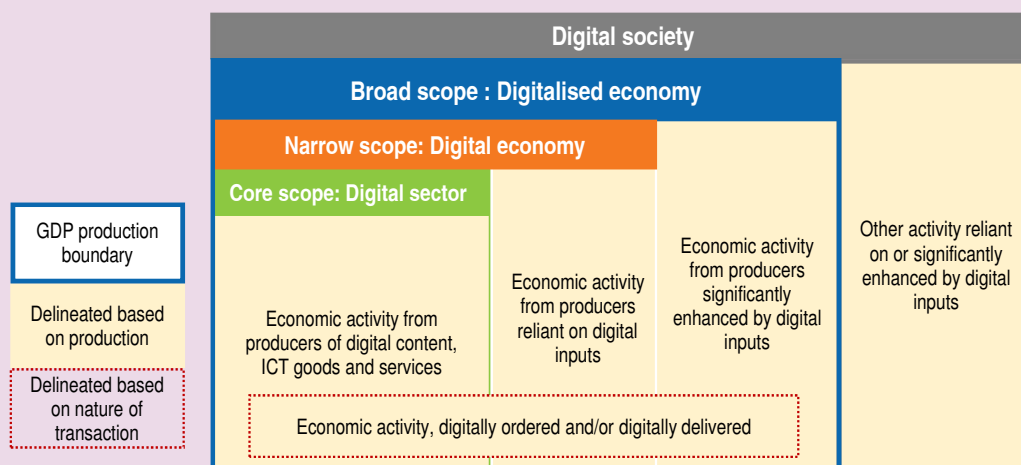 Digital society
Broad scope : Digitalised economy
Narrow scope: Digital economy
Core scope: Digital sector
GDP production
boundary
Delineated based
on production
Delineated based
on nature of
transaction
Economic activity from
producers of digital content,
ICT goods and services
Economic activity
from producers
reliant on digital
inputs
Economic activity
from producers
significantly
enhanced by digital
inputs
Other activity reliant
on or significantly
enhanced by digital
inputs
Economic activity, digitally ordered and/or digitally delivered